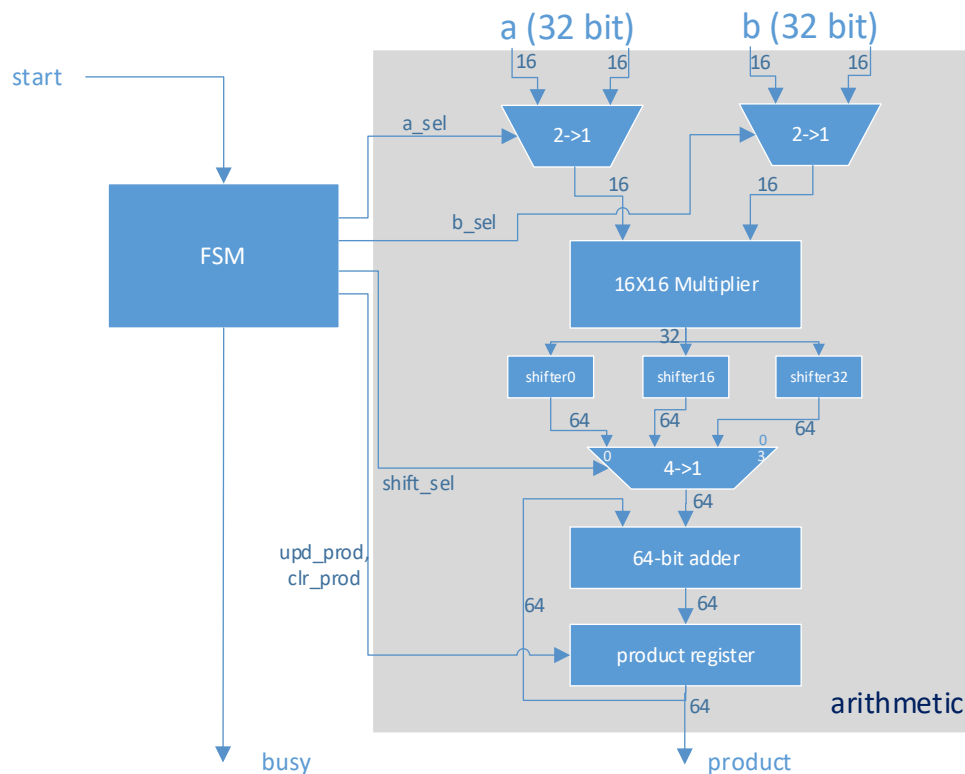 a (32 bit)
b (32 bit)
16
16
16
16
start
a_sel
2->1
2->1
16
16
b_sel
FSM
16X16 Multiplier
32
shifter0
shifter16
shifter32
64
64
64
0
0
3
4->1
shift_sel
64
upd_prod,
clr_prod
64-bit adder
64
64
product register
64
arithmetic
busy
product